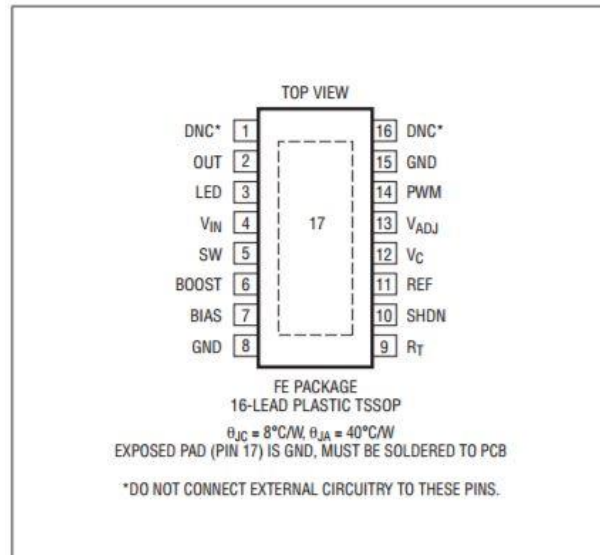 TOP VIEW
DNC* 1 16 DNC*
OUT 2 15 GND
LED 3 14 PWM
VIN 4 13 VADJ
SW 5 12 VC
BOOST 6 11 REF
BIAS 7 10 SHDN
GND 8 9 RT
17
FE PACKAGE
16-LEAD PLASTIC TSSOP
θJC = 8°C/W, θJA = 40°C/W
EXPOSED PAD (PIN 17) IS GND, MUST BE SOLDERED TO PCB
*DO NOT CONNECT EXTERNAL CIRCUITRY TO THESE PINS.